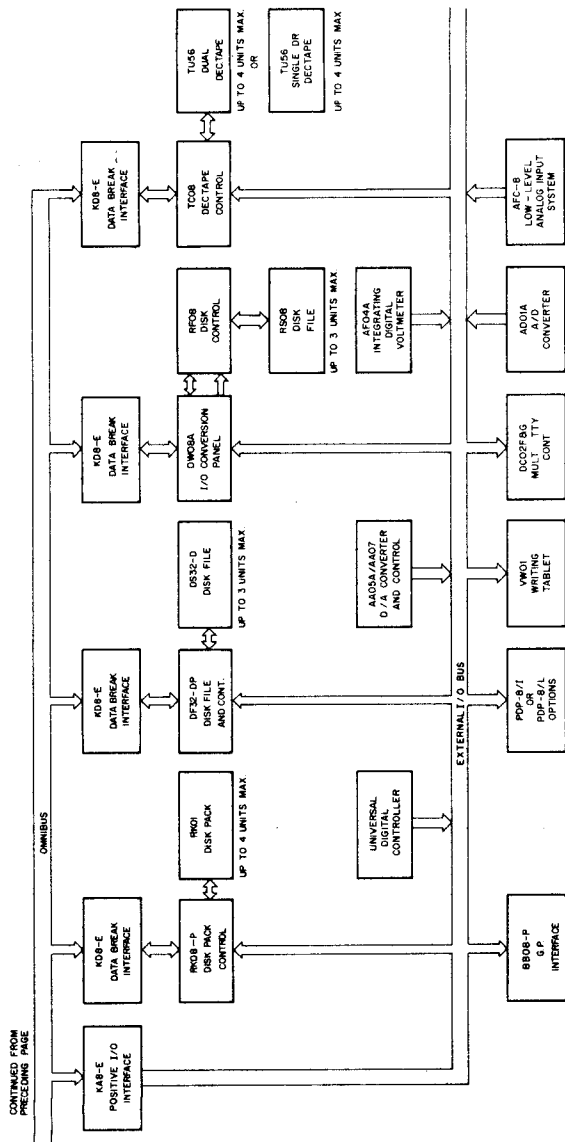 CONTINUED FROM
PRECEDING PAGE
OMNIBUS
KA8-E
POSITIVE I/O
INTERFACE
KD8-E
DATA BREAK
INTERFACE
KD8-E
DATA BREAK
INTERFACE
KD8-E
DATA BREAK
INTERFACE
KD8-E
DATA BREAK
INTERFACE
RK08-P
DISK PACK
CONTROL
RK01
DISK PACK
UP TO 4 UNITS MAX.
DF32-DP
DISK FILE
AND CONT.
DS32-D
DISK FILE
UP TO 3 UNITS MAX.
DW08A
I/O CONVERSION
PANEL
RF08
DISK
CONTROL
RS08
DISK
FILE
UP TO 3 UNITS MAX.
TC08
DECTAPE
CONTROL
TU56
DUAL
DECTAPE
UP TO 4 UNITS MAX.
OR
TU56
SINGLE DR
DECTAPE
UP TO 4 UNITS MAX.
UNIVERSAL
DIGITAL
CONTROLLER
AA05A/AA07
D/A CONVERTER
AND CONTROL
AF04A
INTEGRATING
DIGITAL
VOLTMETER
EXTERNAL I/O BUS
BB08-P
G.P.
INTERFACE
PDP-8/I
OR
PDP-8/L
OPTIONS
VW01
WRITING
TABLET
DC02F&G
MULT TTY
CONT
AD01A
A/D
CONVERTER
AFC-8
LOW-LEVEL
ANALOG INPUT
SYSTEM